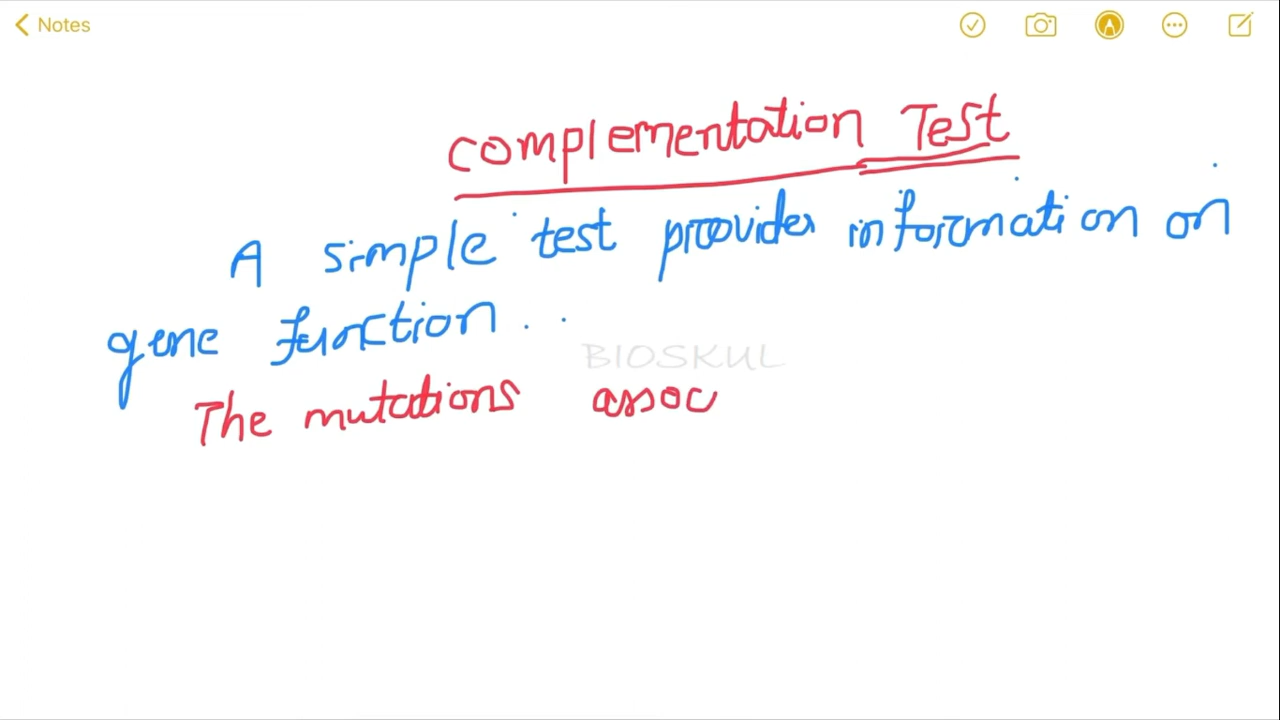 Notes
Complementation Test
A simple test provides information on
gene function..
BIOSKUL
The mutations assoc